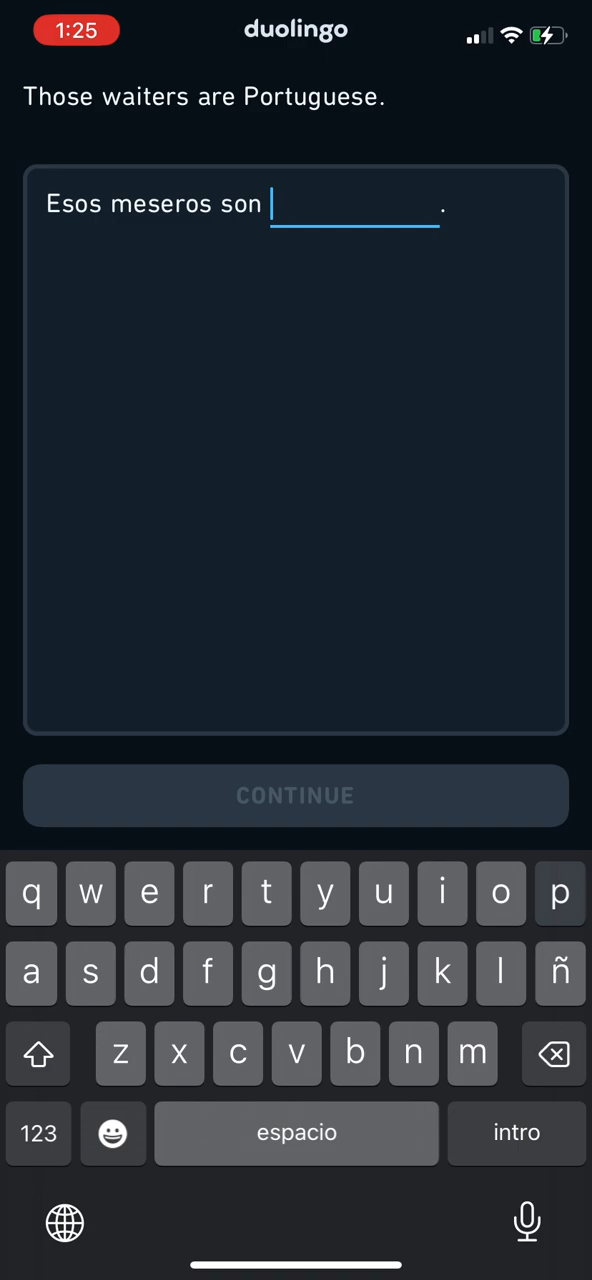 1:25
duolingo
Those waiters are Portuguese.
Esos meseros son .
CONTINUE
q w e r t y u i o p
a s d f g h j k l ñ
z x c v b n m
123 espacio intro